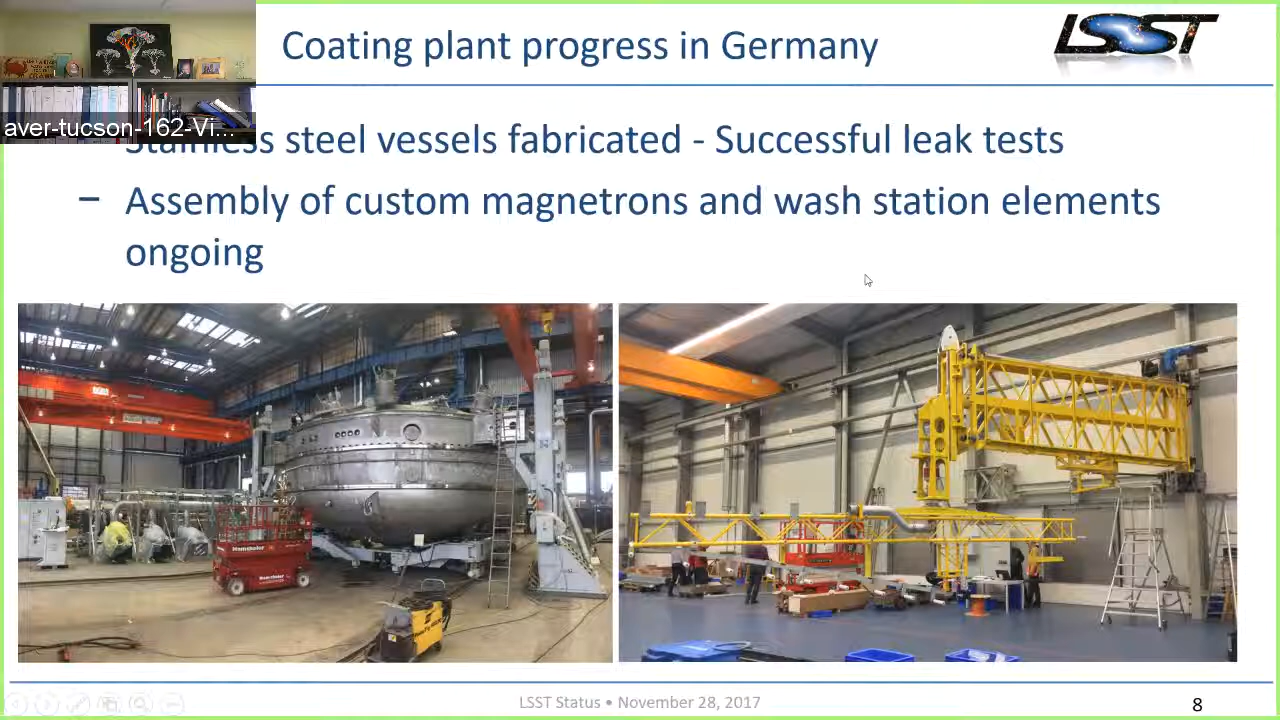 Coating plant progress in Germany
LSST
aver-tucson-162-Vi...
Stainless steel vessels fabricated - Successful leak tests
– Assembly of custom magnetrons and wash station elements
ongoing
LSST Status • November 28, 2017
8